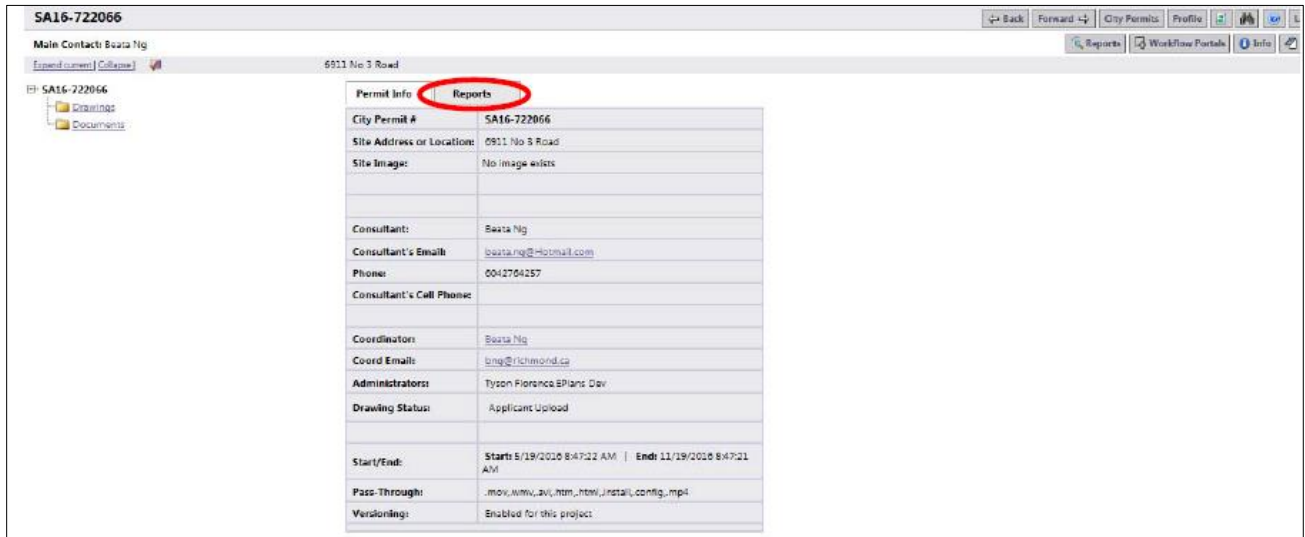 SA16-722066
Back Forward City Permits Profile
Main Contact: Beata Ng
Reports Workflow Portals Info
Expand current | Collapse |
6911 No 3 Road
SA16-722066
Drawings
Documents
Permit Info Reports
City Permit # SA16-722066
Site Address or Location: 6911 No 3 Road
Site Image: No image exists
Consultant: Beata Ng
Consultant's Email: beata.ng@Hotmail.com
Phone: 6042764257
Consultant's Cell Phone:
Coordinator: Beata Ng
Coord Email: bng@richmond.ca
Administrators: Tyson Florence,EPlans Dev
Drawing Status: Applicant Upload
Start/End: Start: 5/19/2016 8:47:22 AM | End: 11/19/2016 8:47:21
AM
Pass-Through: .mov,.wmv,.avi,.htm,.html,.install,.config,.mp4
Versioning: Enabled for this project